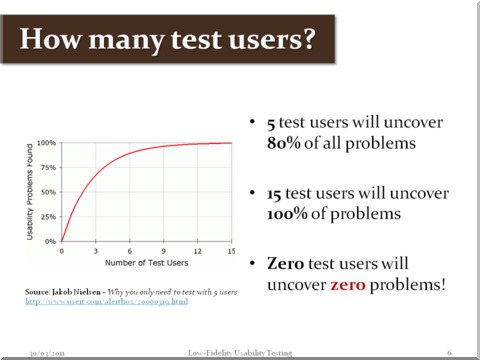 How many test users?
• 5 test users will uncover
80% of all problems
• 15 test users will uncover
100% of problems
• Zero test users will
uncover zero problems!
Usability Problems Found
100%
75%
50%
25%
0%
0 3 6 9 12 15
Number of Test Users
Source: Jakob Nielsen – Why you only need to test with 5 users
http://www.useit.com/alertbox/20000319.html
30/03/2011 Low-Fidelity Usability Testing 6